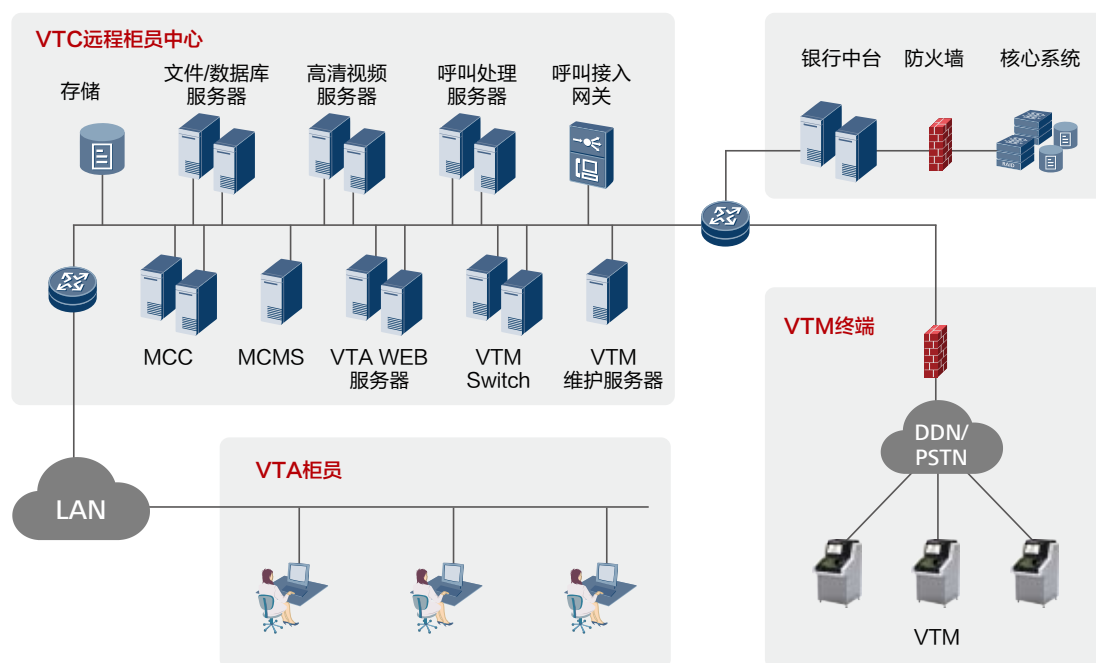 VTC远程柜员中心
存储
文件/数据库
服务器
高清视频
服务器
呼叫处理
服务器
呼叫接入
网关
MCC
MCMS
VTA WEB
服务器
VTM
Switch
VTM
维护服务器
银行中台
防火墙
核心系统
RAID
VTM终端
DDN/
PSTN
VTM
LAN
VTA柜员